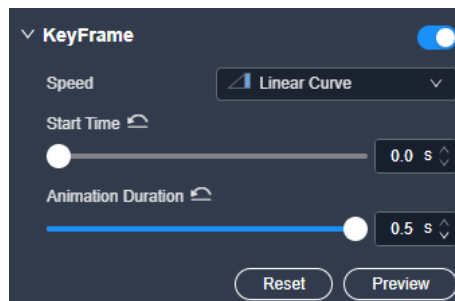 KeyFrame
Speed Linear Curve
Start Time
0.0 s
Animation Duration
0.5 s
Reset Preview